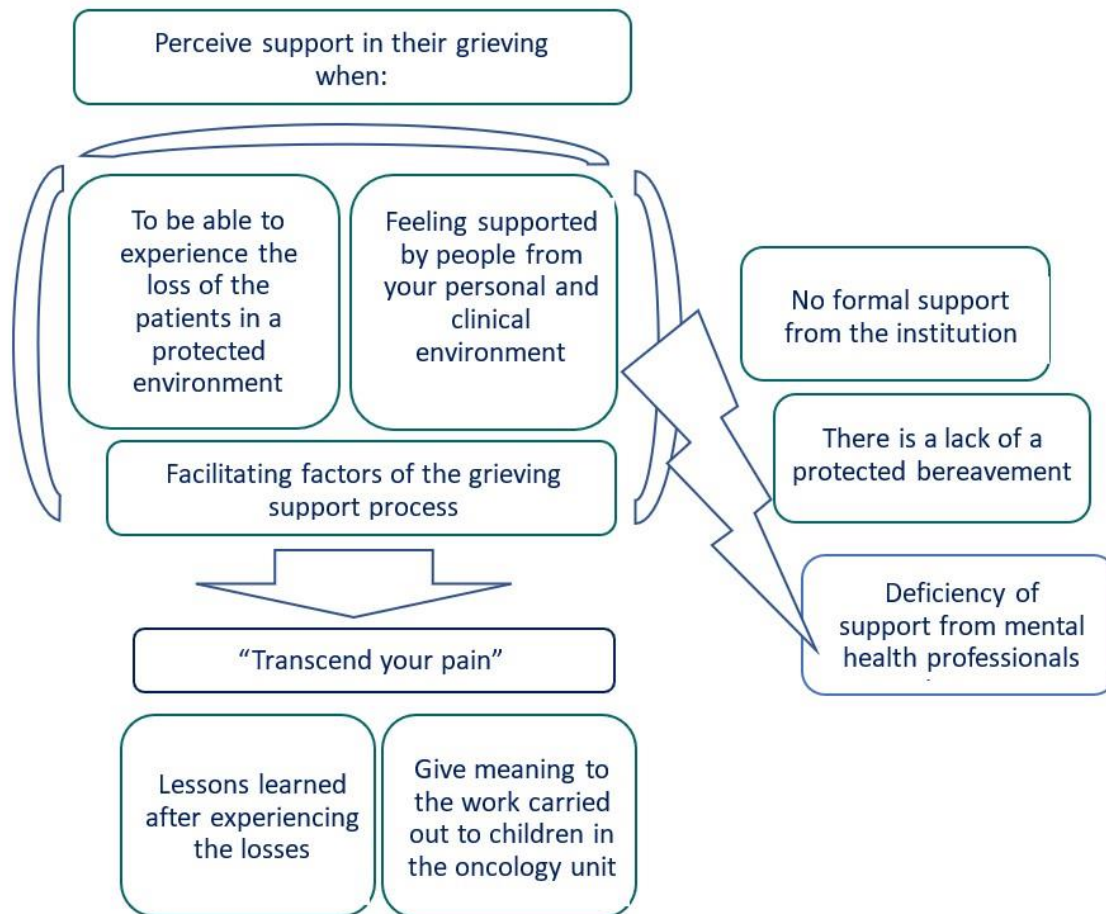 Perceive support in their grieving
when:
To be able to
experience the
loss of the
patients in a
protected
environment
Feeling supported
by people from
your personal and
clinical
environment
Facilitating factors of the grieving
support process
No formal support
from the institution
There is a lack of a
protected bereavement
Deficiency of
support from mental
health professionals
“Transcend your pain”
Lessons learned
after experiencing
the losses
Give meaning to
the work carried
out to children in
the oncology unit